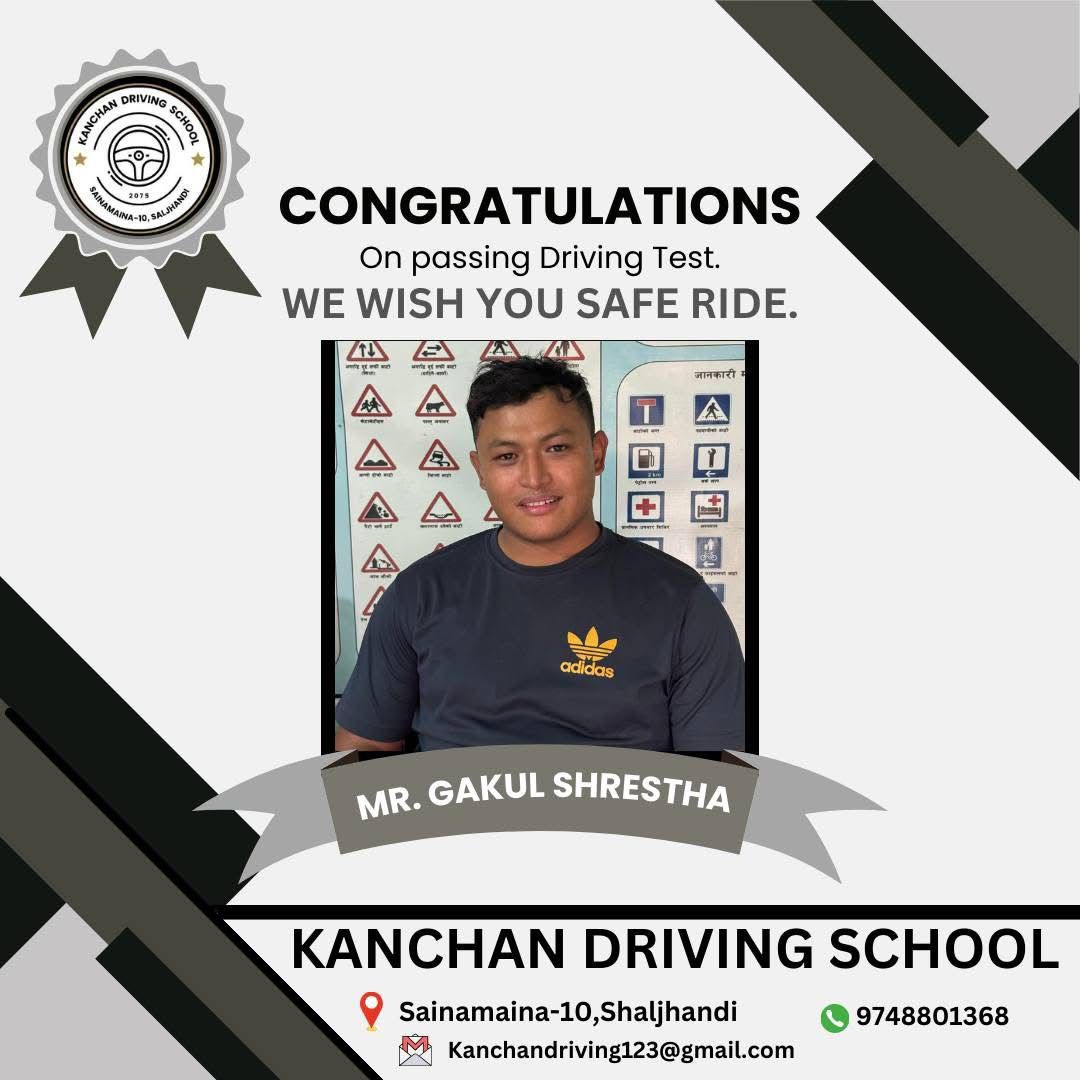 KANCHAN DRIVING SCHOOL
2075
SAINAMAINA-10, SALJHANDI
CONGRATULATIONS
On passing Driving Test.
WE WISH YOU SAFE RIDE.
जानकारी
adidas
MR. GAKUL SHRESTHA
KANCHAN DRIVING SCHOOL
Sainamaina-10,Shaljhandi
9748801368
Kanchandriving123@gmail.com